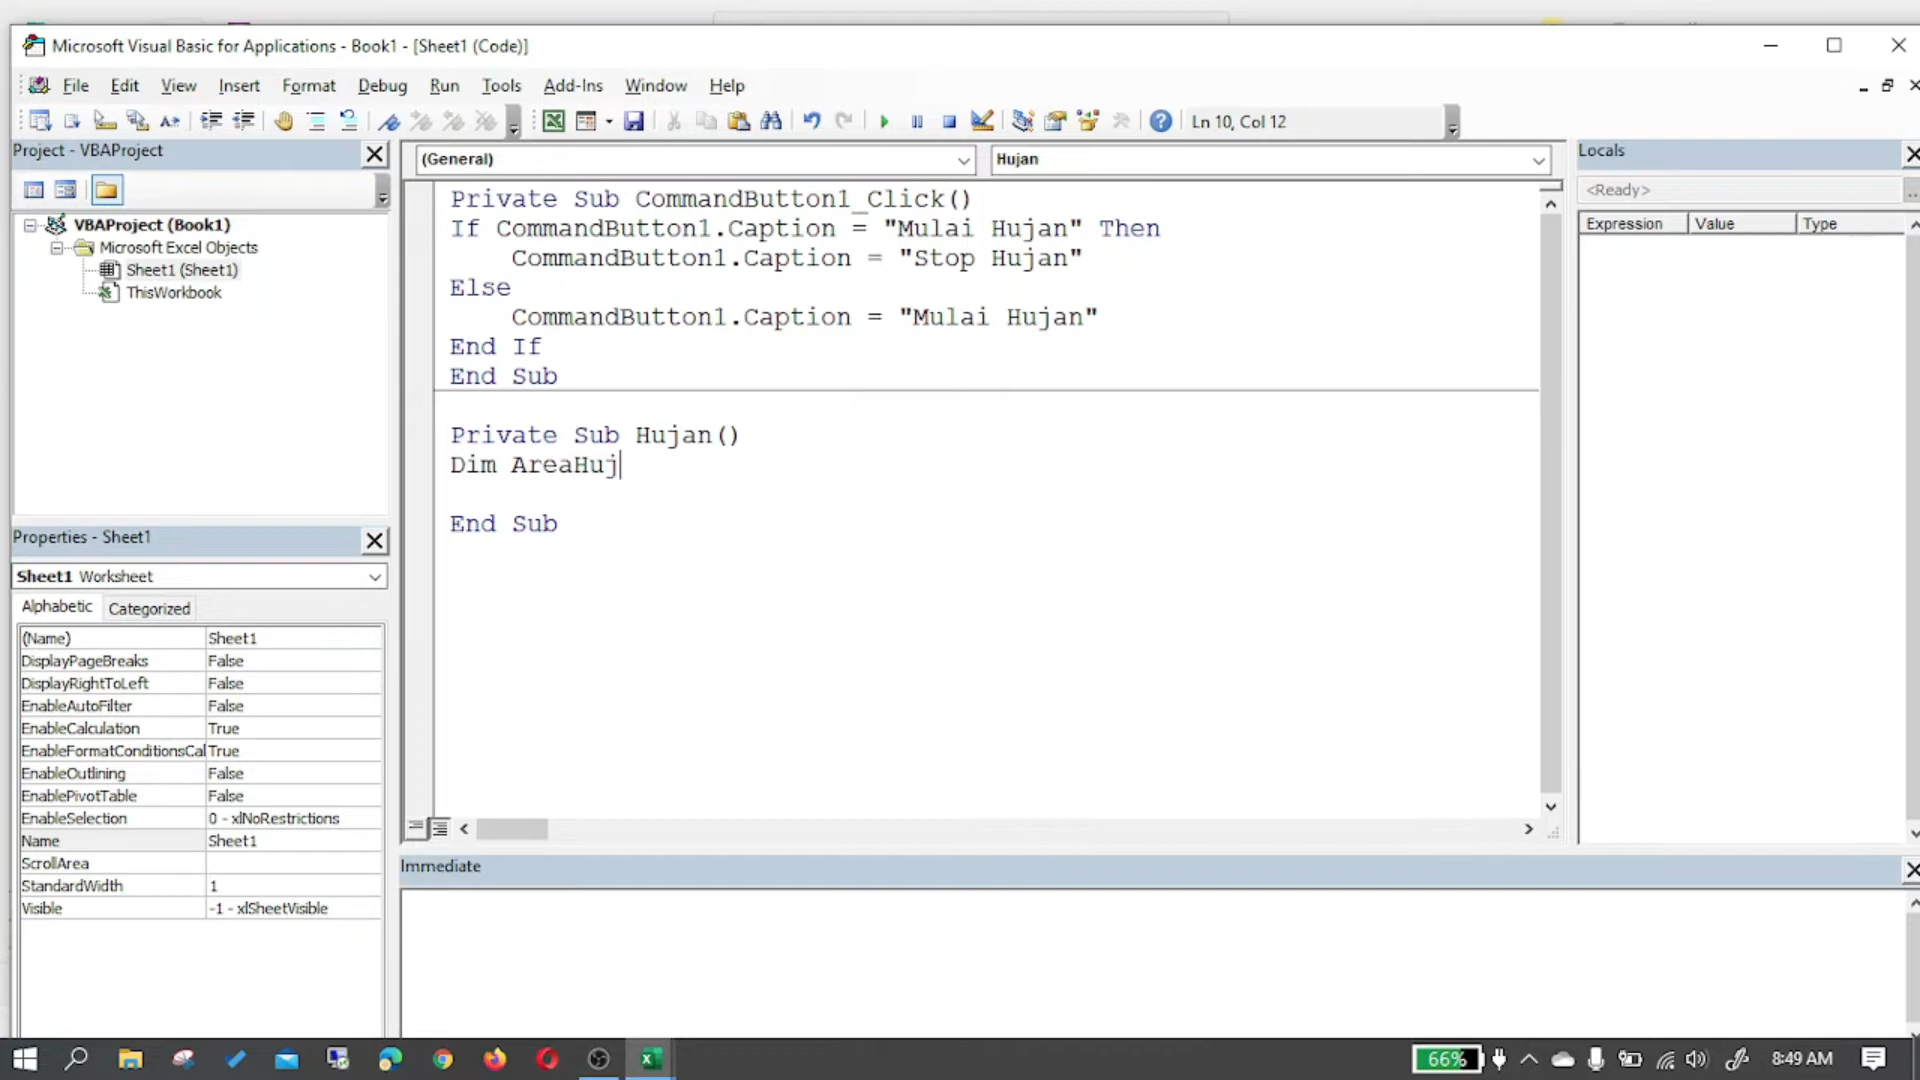 Microsoft Visual Basic for Applications - Book1 - [Sheet1 (Code)]
File Edit View Insert Format Debug Run Tools Add-Ins Window Help
Ln 10, Col 12
Project - VBAProject
VBAProject (Book1)
Microsoft Excel Objects
Sheet1 (Sheet1)
ThisWorkbook
Properties - Sheet1
Sheet1 Worksheet
Alphabetic Categorized
(Name) Sheet1
DisplayPageBreaks False
DisplayRightToLeft False
EnableAutoFilter False
EnableCalculation True
EnableFormatConditionsCal True
EnableOutlining False
EnablePivotTable False
EnableSelection 0 - xlNoRestrictions
Name Sheet1
ScrollArea
StandardWidth 1
Visible -1 - xlSheetVisible
(General) Hujan
Private Sub CommandButton1_Click()
If CommandButton1.Caption = "Mulai Hujan" Then
CommandButton1.Caption = "Stop Hujan"
Else
CommandButton1.Caption = "Mulai Hujan"
End If
End Sub
Private Sub Hujan()
Dim AreaHuj
End Sub
Locals
<Ready>
Expression Value Type
Immediate
66%
8:49 AM